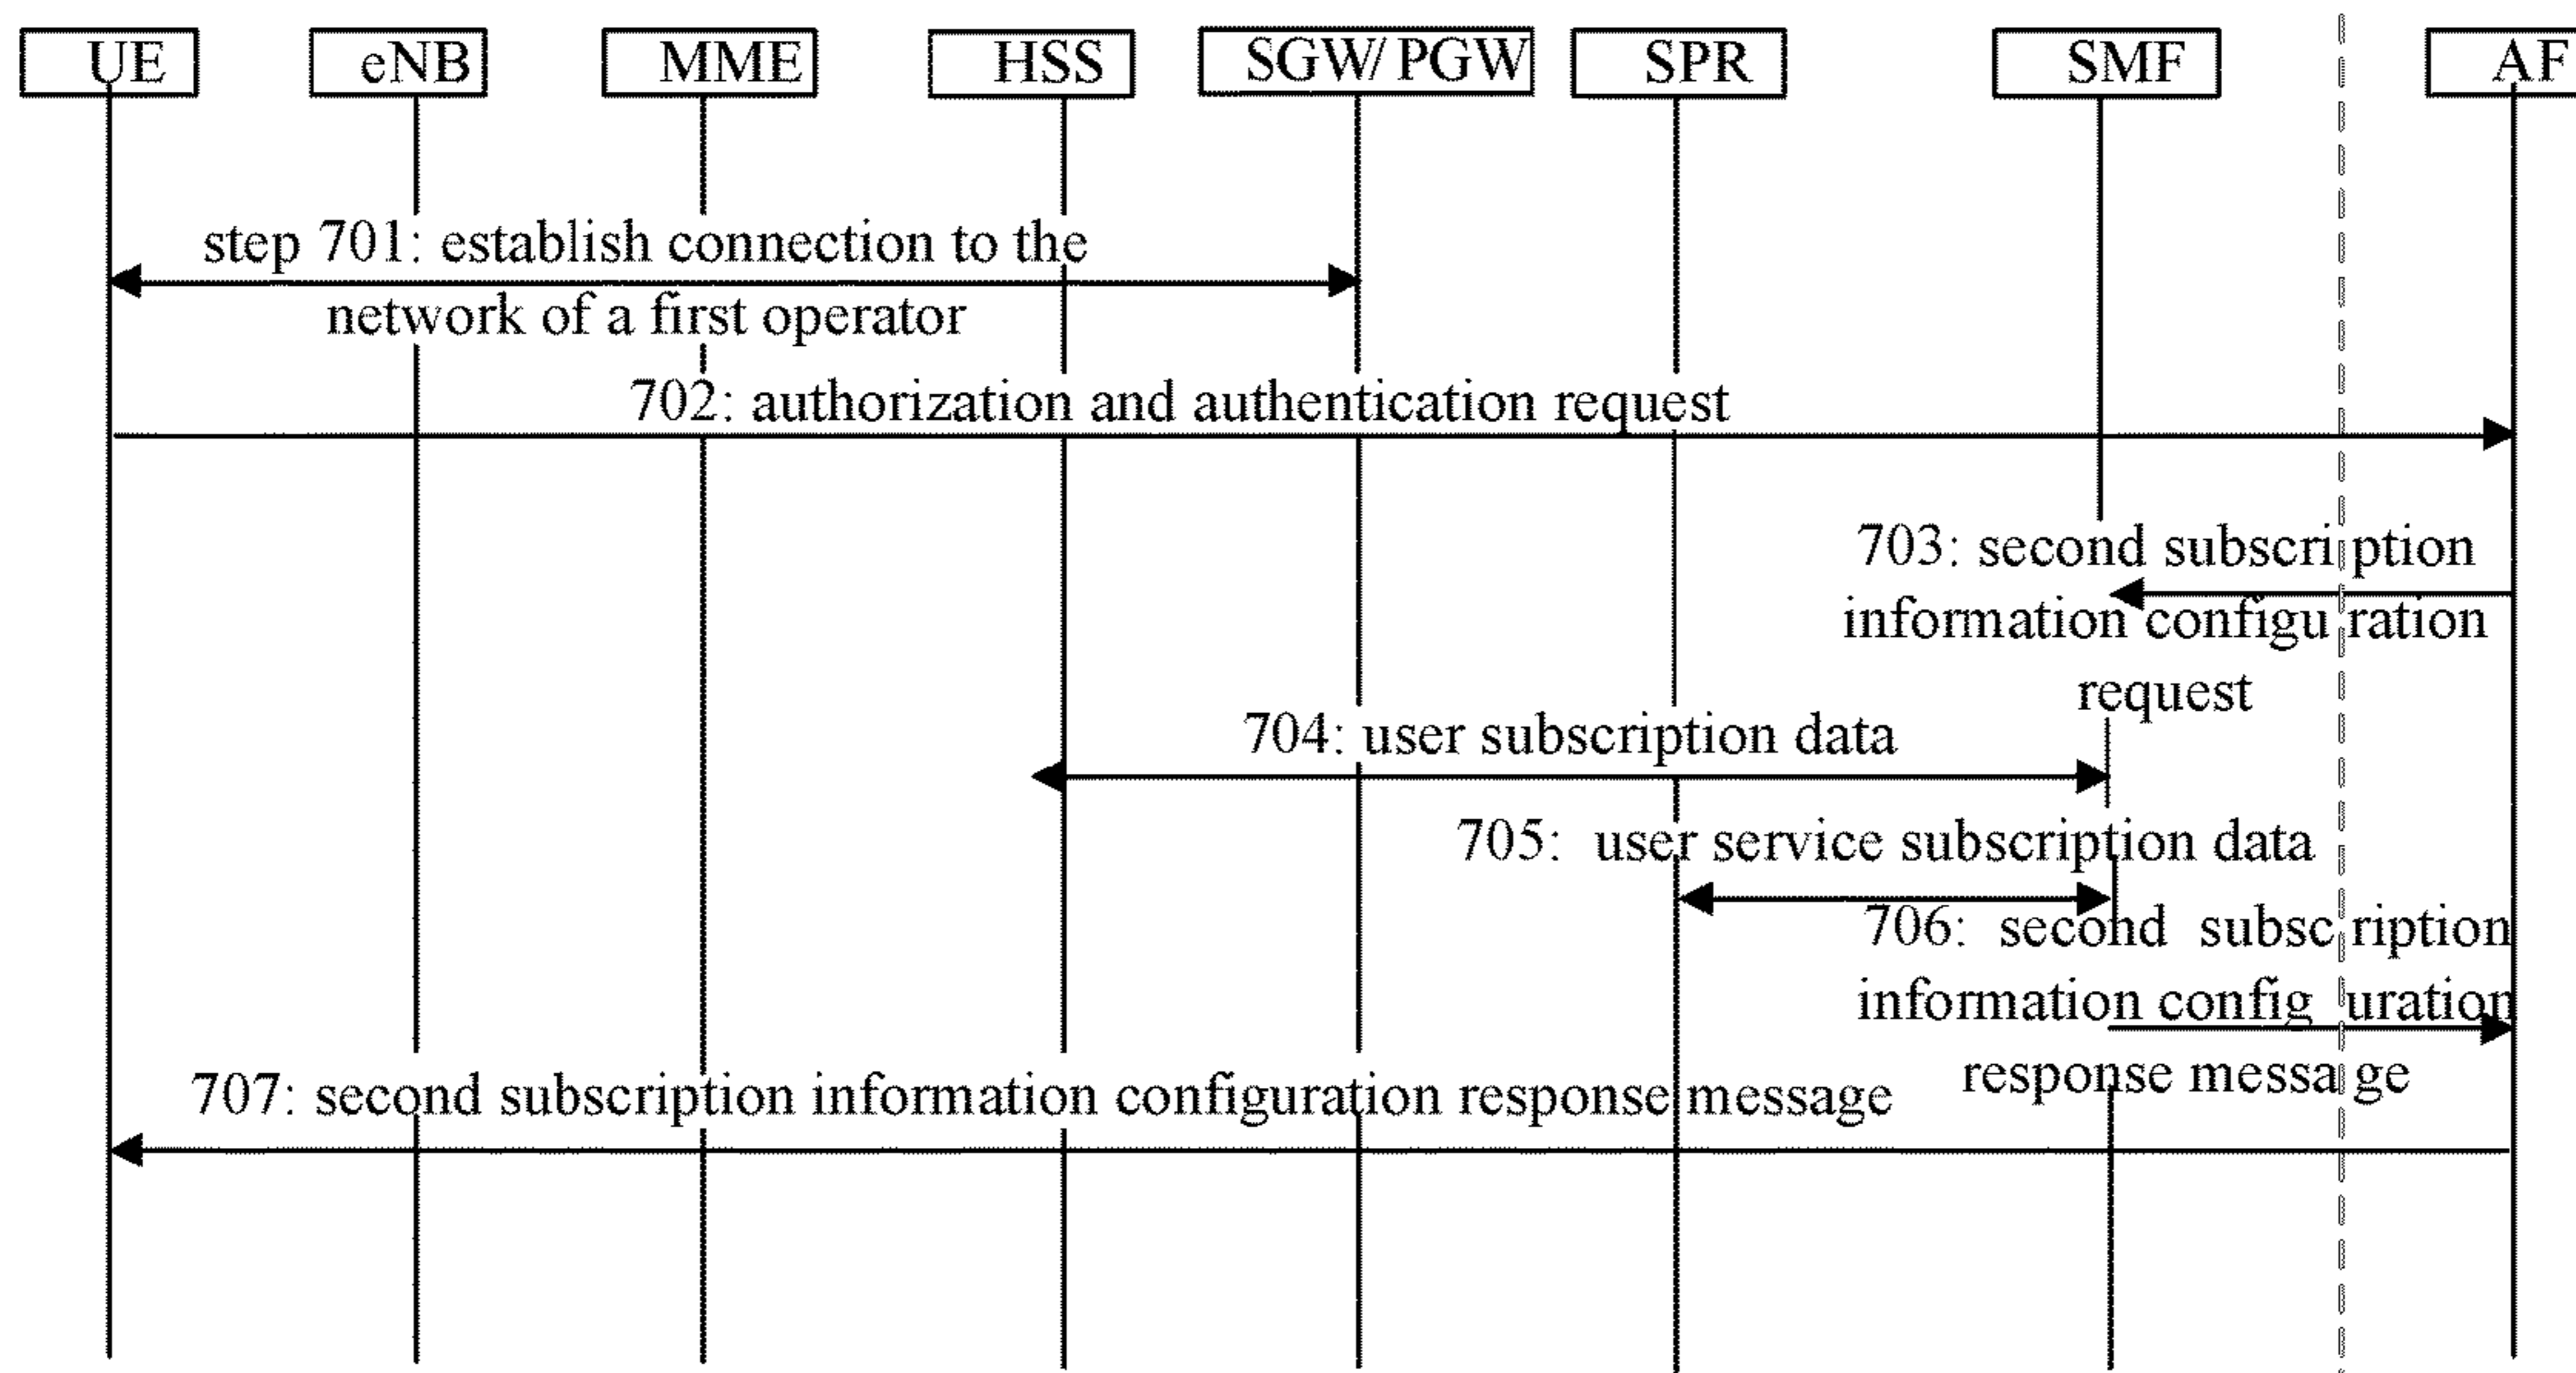 UE eNB MME HSS SGW/ PGW SPR SMF AF
step 701: establish connection to the
network of a first operator
702: authorization and authentication request
703: second subscription
information configuration
request
704: user subscription data
705: user service subscription data
706: second subscription
information configuration
response message
707: second subscription information configuration response message